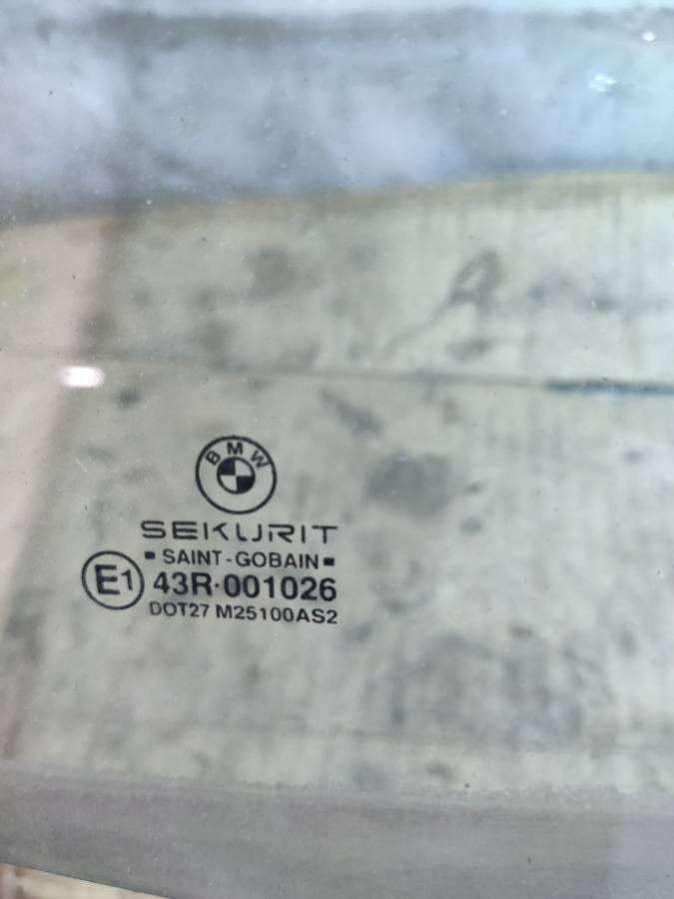 BMW
SEKURIT
▪ SAINT-GOBAIN ▪
E1 43R·001026
DOT27 M25100AS2